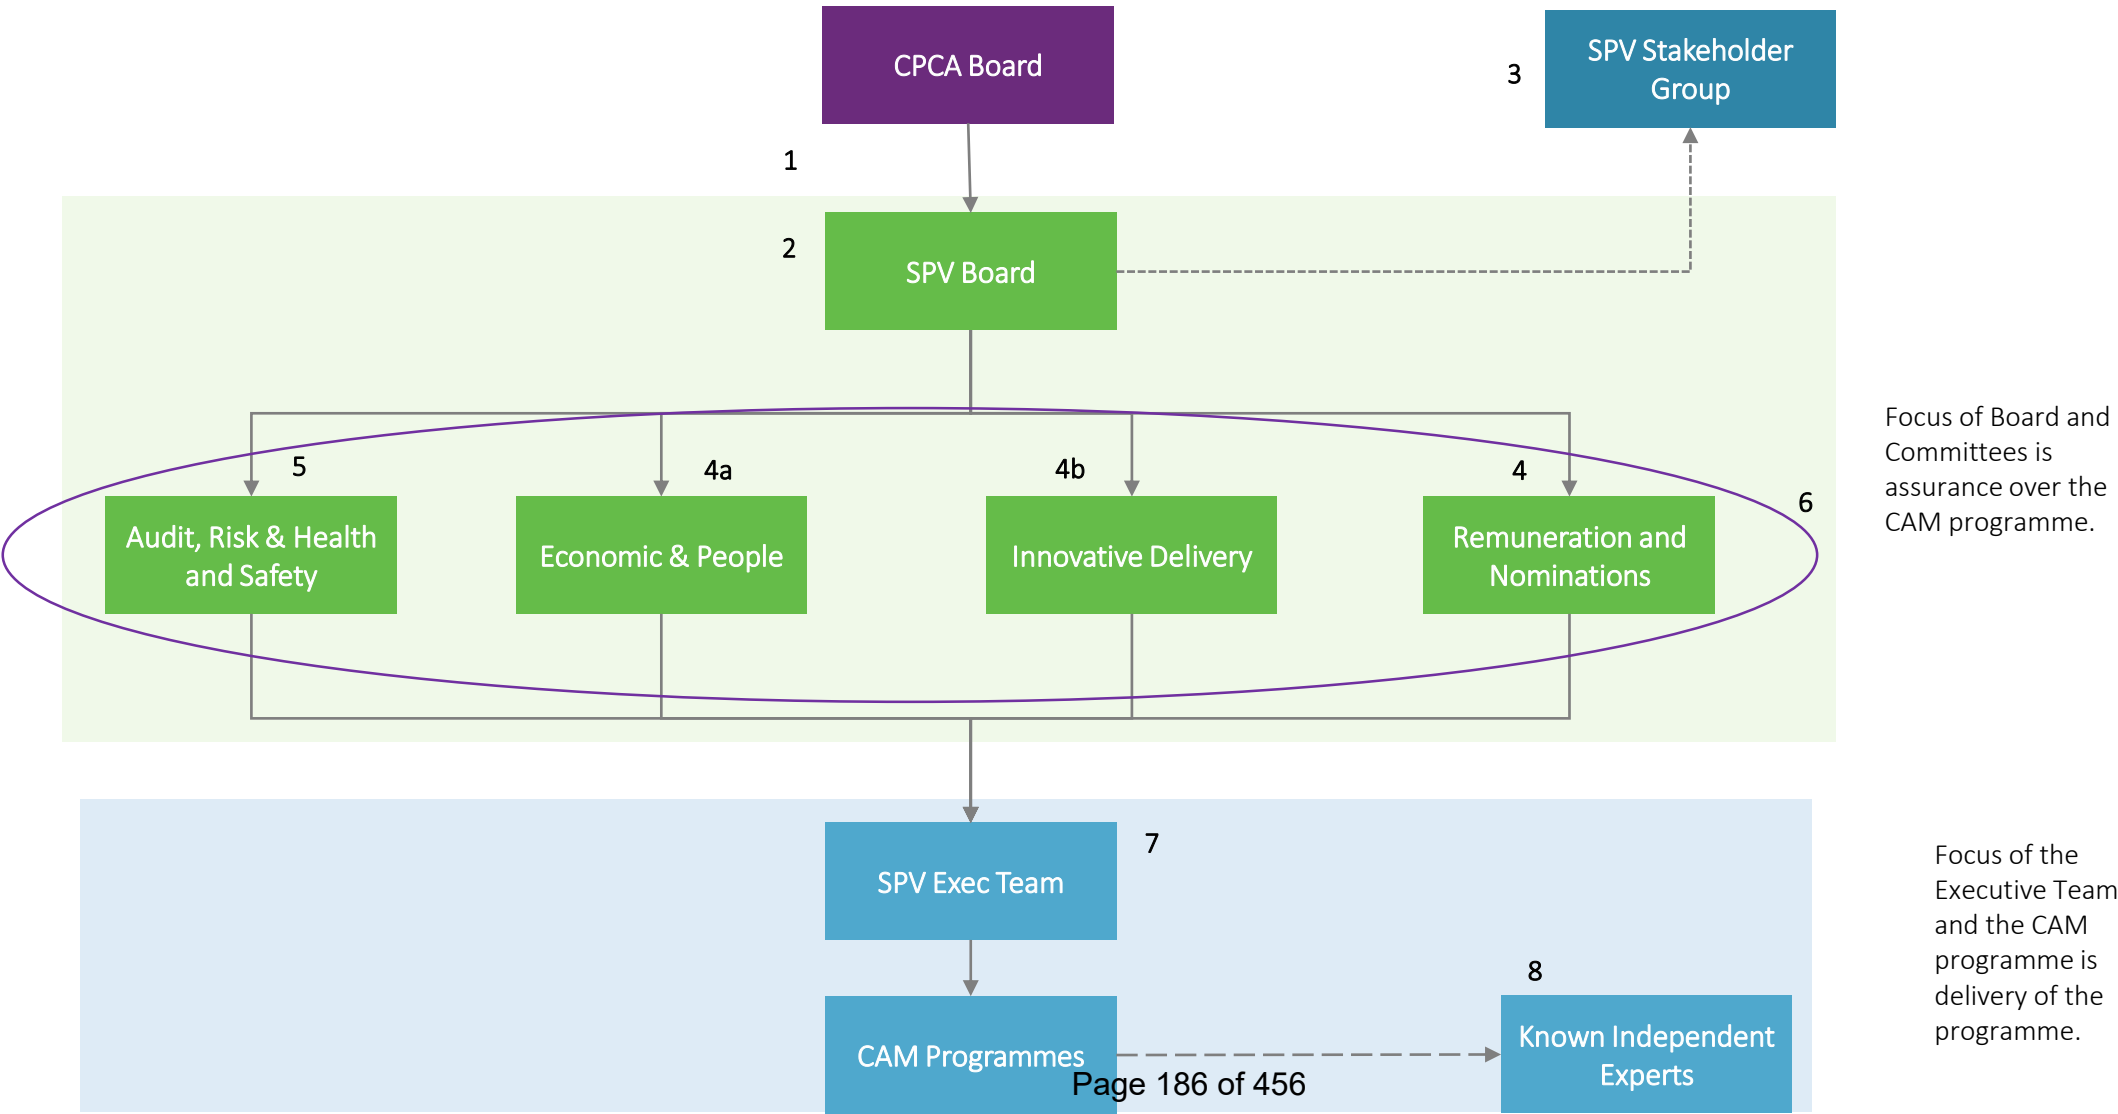 CPCA Board
SPV Stakeholder
Group
3
1
2
SPV Board
Focus of Board and
Committees is
assurance over the
CAM programme.
5
4a
4b
4
6
Audit, Risk & Health
and Safety
Economic & People
Innovative Delivery
Remuneration and
Nominations
7
SPV Exec Team
Focus of the
Executive Team
and the CAM
programme is
delivery of the
programme.
8
CAM Programmes
Known Independent
Experts
Page 186 of 456